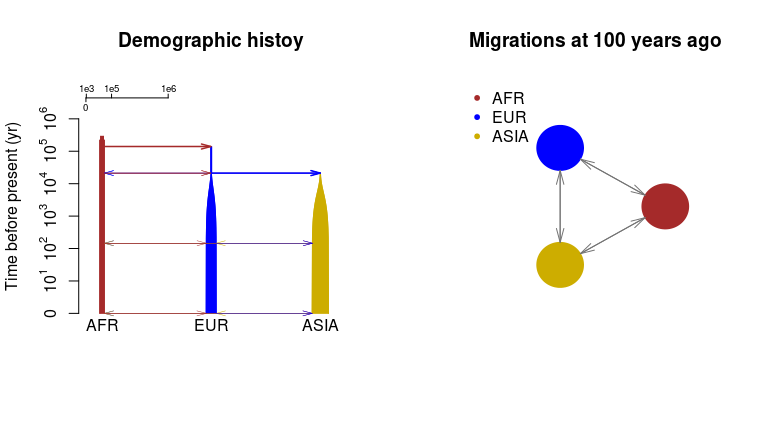 Demographic histoy
1e3 1e5 1e6
0
Time before present (yr)
10^6
10^5
10^4
10^3
10^2
10^1
0
AFR EUR ASIA
Migrations at 100 years ago
AFR
EUR
ASIA